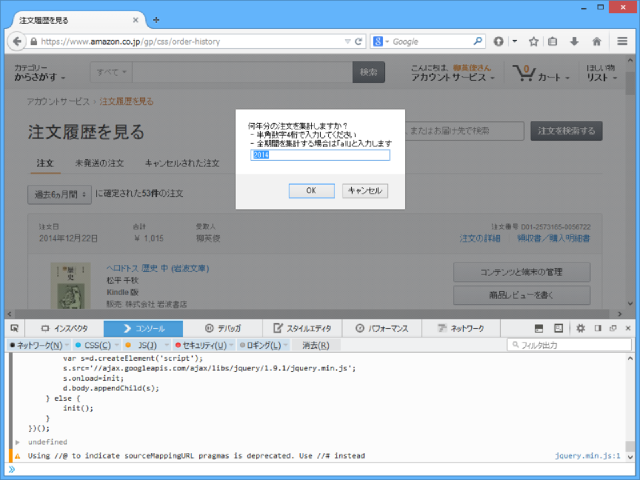 注文履歴を見る
https://www.amazon.co.jp/gp/css/order-history
Google
カテゴリー
からさがす
すべて
検索
こんにちは、柳英俊さん
アカウントサービス
0
カート
ほしい物
リスト
アカウントサービス › 注文履歴を見る
注文履歴を見る
またはお届け先で検索
注文を検索する
注文
未発送の注文
キャンセルされた注文
過去6ヵ月間
に確定された53件の注文
何年分の注文を集計しますか？
- 半角数字4桁で入力してください
- 全期間を集計する場合は「all」と入力します
2014
OK
キャンセル
注文日
合計
受取人
注文番号 D01-2573165-0056722
2014年12月22日
￥ 1,015
柳英俊
注文の詳細
領収書／購入明細書
ヘロドトス 歴史 中 (岩波文庫)
松平 千秋
Kindle 版
販売: 株式会社 岩波書店
コンテンツと端末の管理
商品レビューを書く
インスペクタ
コンソール
デバッガ
スタイルエディタ
パフォーマンス
ネットワーク
ネットワーク(N)
CSS(C)
JS(J)
セキュリティ(U)
ロギング(L)
消去(R)
フィルタ出力
var s=d.createElement('script');
s.src='//ajax.googleapis.com/ajax/libs/jquery/1.9.1/jquery.min.js';
s.onload=init;
d.body.appendChild(s);
} else {
init();
}
})();
undefined
Using //@ to indicate sourceMappingURL pragmas is deprecated. Use //# instead
jquery.min.js:1